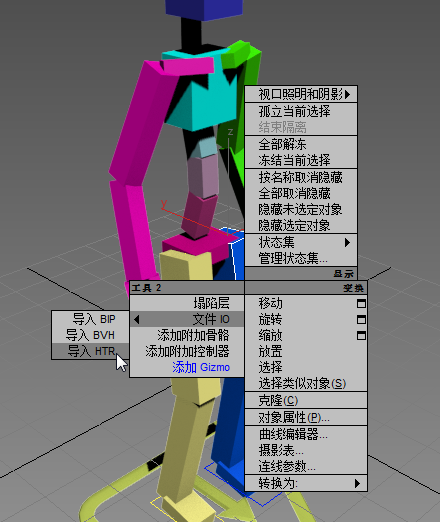 视口照明和阴影
孤立当前选择
结束隔离
全部解冻
冻结当前选择
按名称取消隐藏
全部取消隐藏
隐藏未选定对象
隐藏选定对象
状态集
管理状态集...
显示
工具 2
变换
塌陷层
文件 IO
添加附加骨骼
添加附加控制器
添加 Gizmo
导入 BIP
导入 BVH
导入 HTR
移动
旋转
缩放
放置
选择
选择类似对象(S)
克隆(C)
对象属性(P)...
曲线编辑器...
摄影表...
连线参数...
转换为:
z